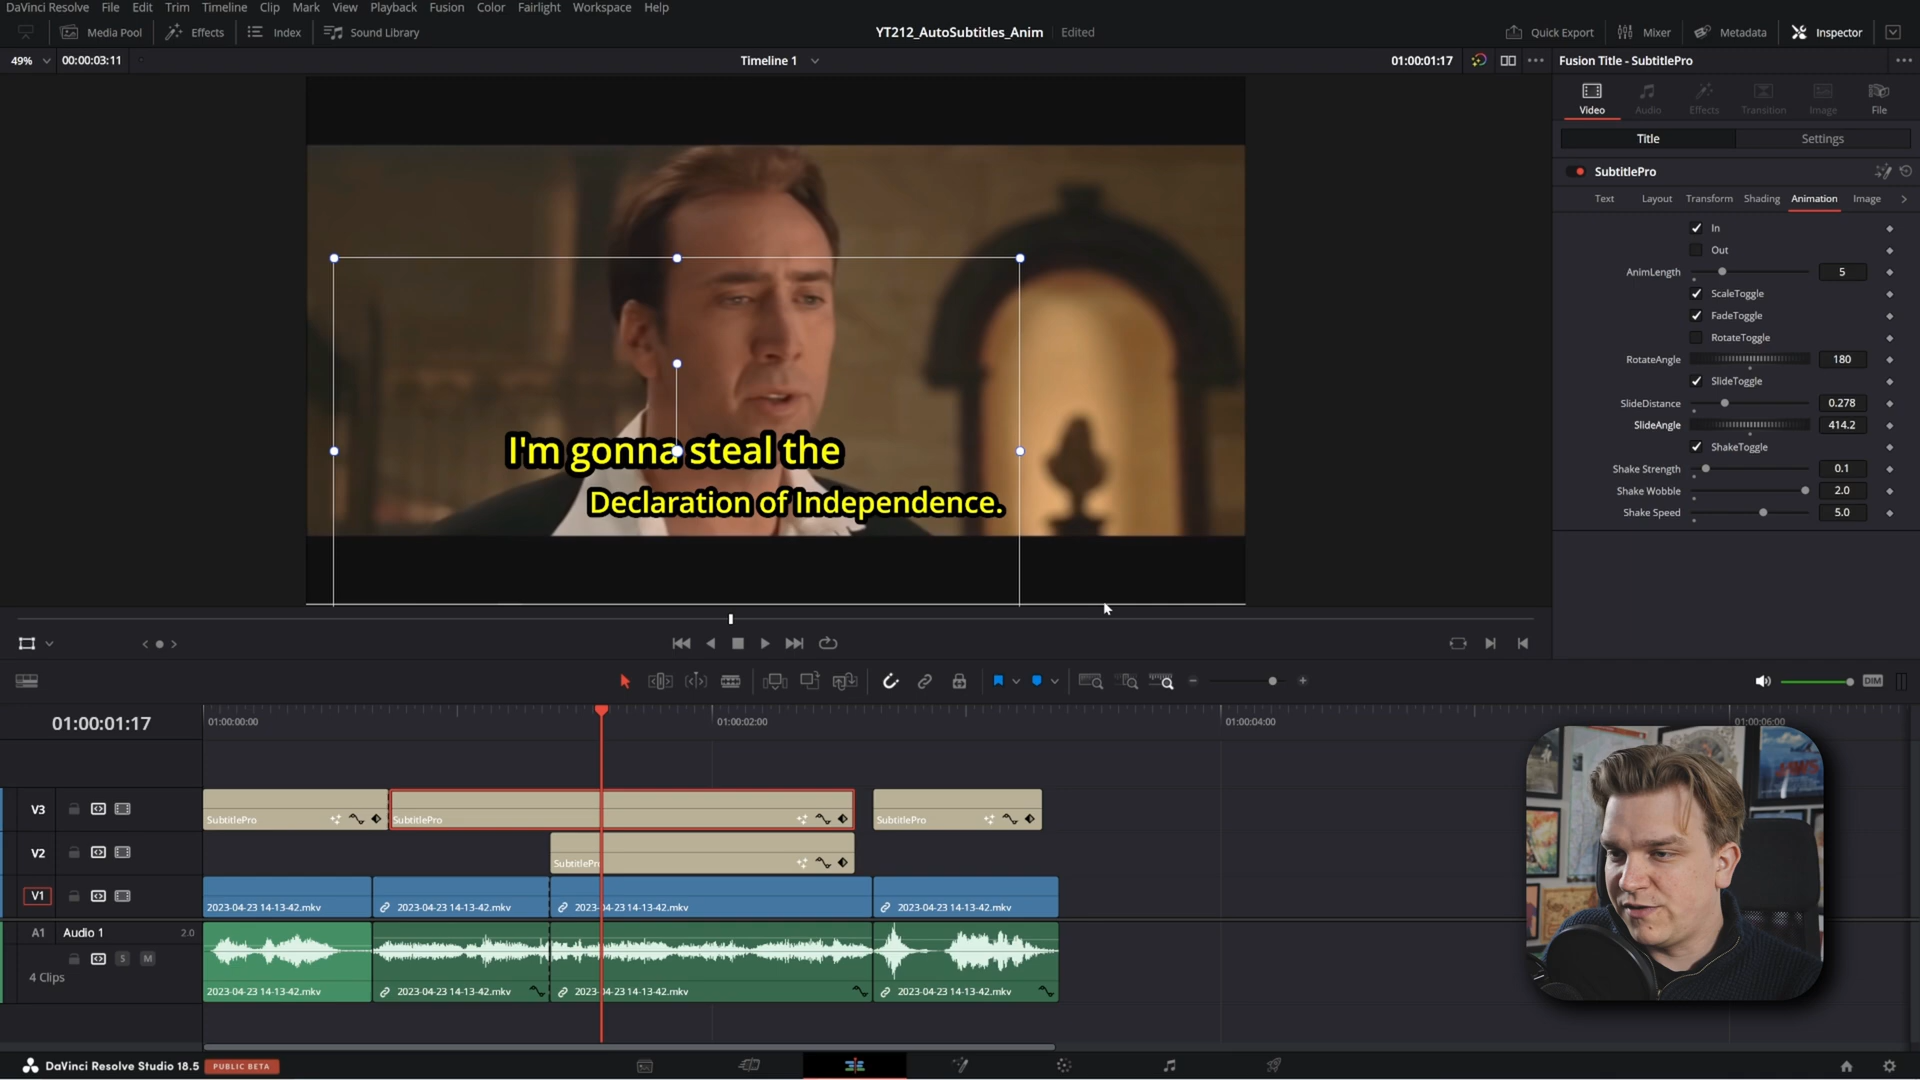 DaVinci Resolve File Edit Trim Timeline Clip Mark View Playback Fusion Color Fairlight Workspace Help
Media Pool Effects Index Sound Library YT212_AutoSubtitles_Anim Edited Quick Export Mixer Metadata Inspector
49% 00:00:03:11 Timeline 1 01:00:01:17 Fusion Title - SubtitlePro
Video Audio Effects Transition Image File
Title Settings
SubtitlePro
Text Layout Transform Shading Animation Image
In
Out
AnimLength 5
ScaleToggle
FadeToggle
RotateToggle
RotateAngle 180
SlideToggle
SlideDistance 0.278
SlideAngle 414.2
ShakeToggle
Shake Strength 0.1
Shake Wobble 2.0
Shake Speed 5.0
I'm gonna steal the
Declaration of Independence.
DIM
01:00:01:17 01:00:00:00 01:00:02:00 01:00:04:00 01:00:06:00
V3 SubtitlePro SubtitlePro SubtitlePro
V2 SubtitlePro
V1 2023-04-23 14-13-42.mkv 2023-04-23 14-13-42.mkv 2023-04-23 14-13-42.mkv 2023-04-23 14-13-42.mkv
A1 Audio 1 2.0
S M
4 Clips
2023-04-23 14-13-42.mkv 2023-04-23 14-13-42.mkv 2023-04-23 14-13-42.mkv 2023-04-23 14-13-42.mkv
DaVinci Resolve Studio 18.5 PUBLIC BETA